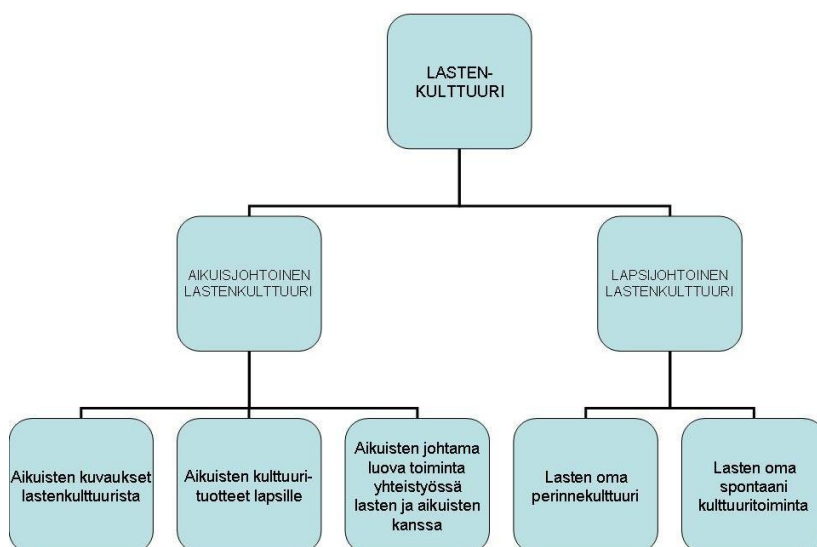 LASTEN-
KULTTUURI
AIKUISJOHTOINEN
LASTENKULTTUURI
LAPSIJOHTOINEN
LASTENKULTTUURI
Aikuisten kuvaukset
lastenkulttuurista
Aikuisten kulttuuri-
tuotteet lapsille
Aikuisten johtama
luova toiminta
yhteistyössä
lasten ja aikuisten
kanssa
Lasten oma
perinnekulttuuri
Lasten oma
spontaani
kulttuuritoiminta